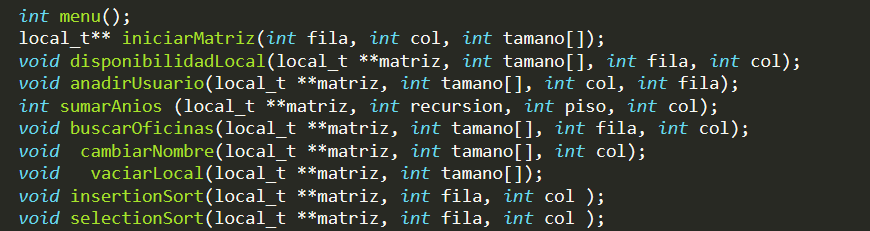 int menu();
local_t** iniciarMatriz(int fila, int col, int tamano[]);
void disponibilidadLocal(local_t **matriz, int tamano[], int fila, int col);
void anadirUsuario(local_t **matriz, int tamano[], int col, int fila);
int sumarAnios (local_t **matriz, int recursion, int piso, int col);
void buscarOficinas(local_t **matriz, int tamano[], int fila, int col);
void  cambiarNombre(local_t **matriz, int tamano[], int col);
void   vaciarLocal(local_t **matriz, int tamano[]);
void insertionSort(local_t **matriz, int fila, int col );
void selectionSort(local_t **matriz, int fila, int col );